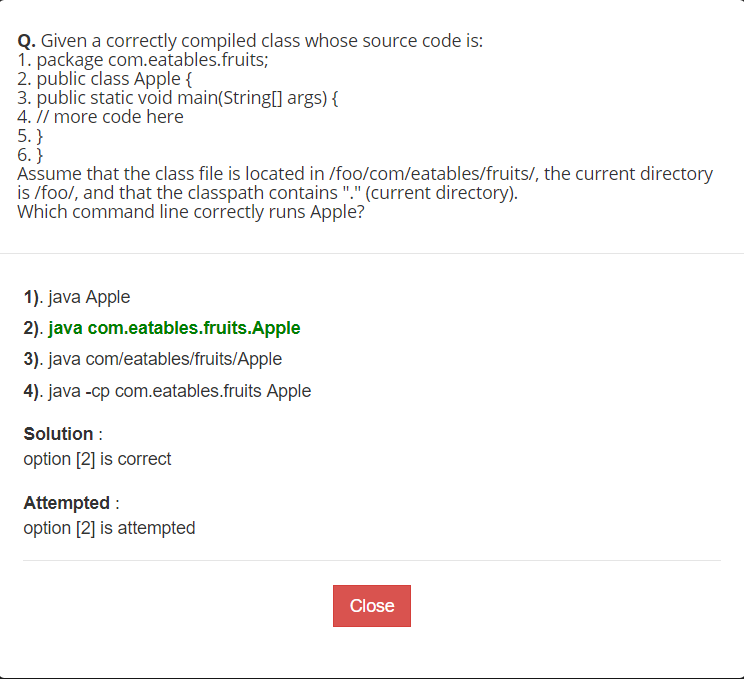 Q. Given a correctly compiled class whose source code is:
1. package com.eatables.fruits;
2. public class Apple {
3. public static void main(String[] args) {
4. // more code here
5. }
6. }
Assume that the class file is located in /foo/com/eatables/fruits/, the current directory
is /foo/, and that the classpath contains "." (current directory).
Which command line correctly runs Apple?
1). java Apple
2). java com.eatables.fruits.Apple
3). java com/eatables/fruits/Apple
4). java -cp com.eatables.fruits Apple
Solution :
option [2] is correct
Attempted :
option [2] is attempted
Close